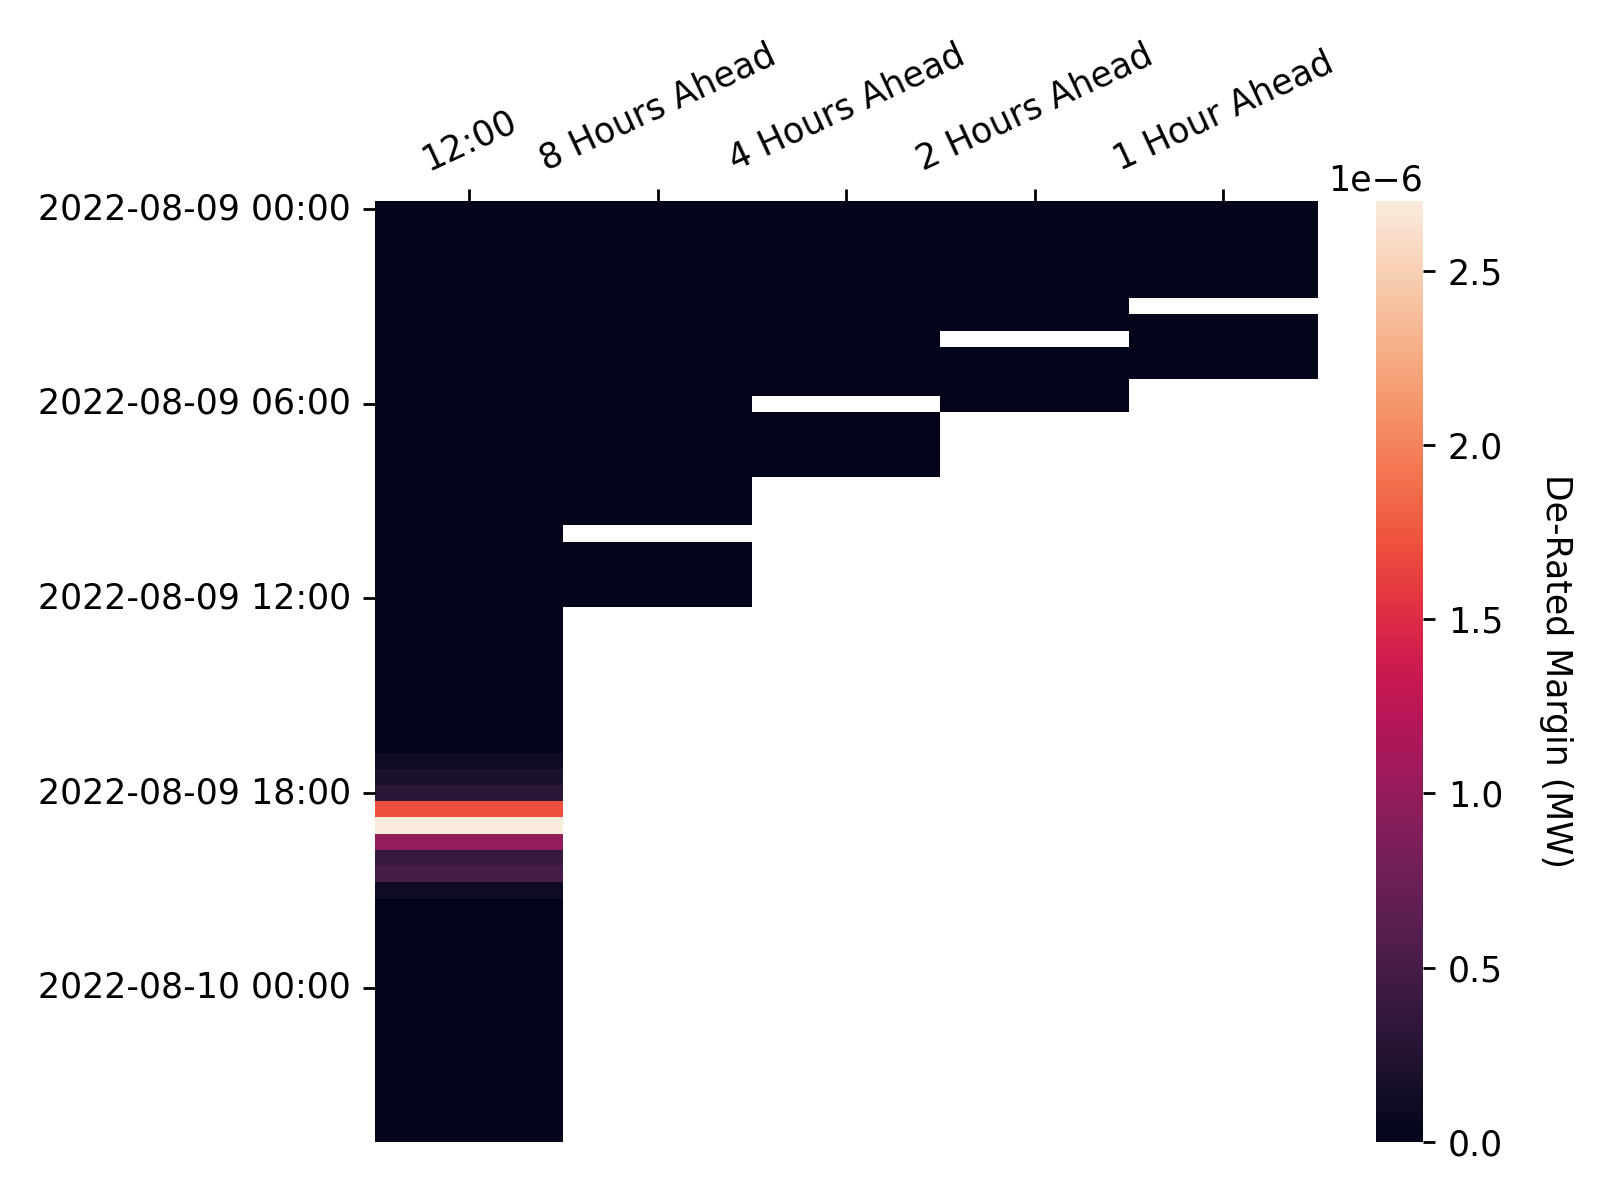 12:00
8 Hours Ahead
4 Hours Ahead
2 Hours Ahead
1 Hour Ahead
1e−6
2022-08-09 00:00
2022-08-09 06:00
2022-08-09 12:00
2022-08-09 18:00
2022-08-10 00:00
2.5
2.0
1.5
1.0
0.5
0.0
De-Rated Margin (MW)